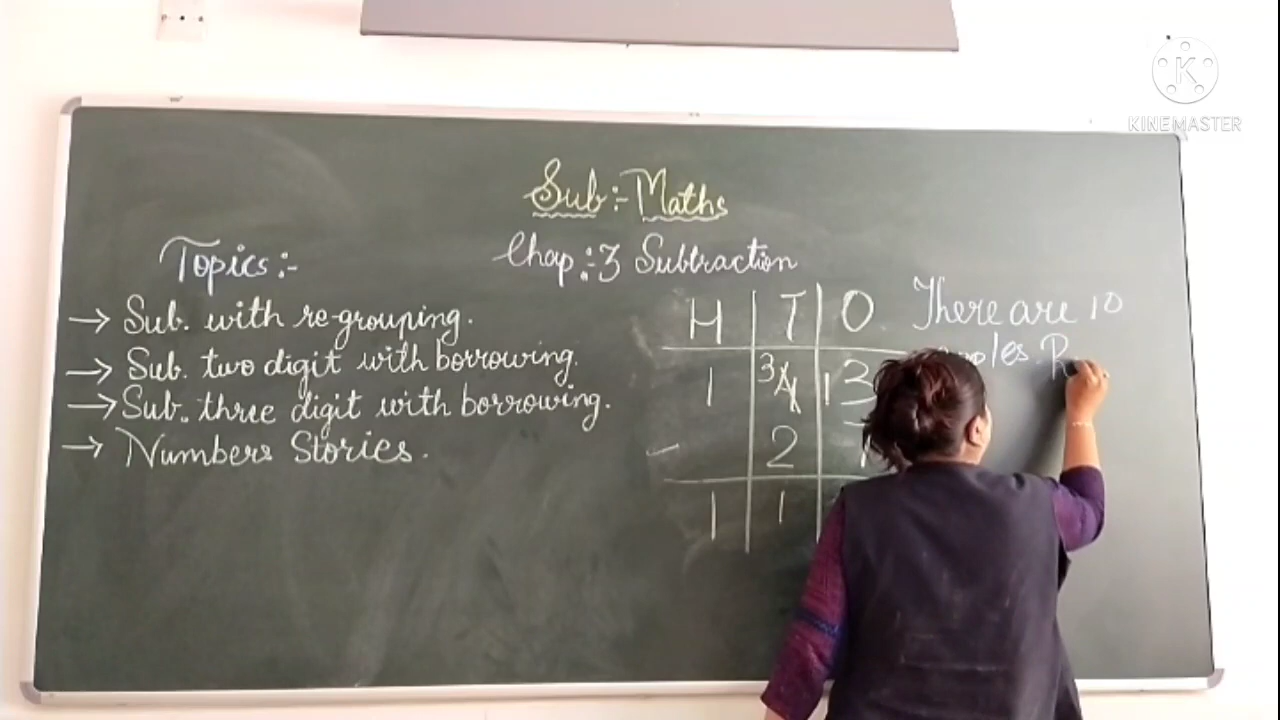 KINEMASTER
Sub:- Maths
Chap:-3 Subtraction
Topics:-
→ Sub. with re-grouping.
→ Sub. two digit with borrowing.
→ Sub. three digit with borrowing.
→ Numbers Stories.
H T O
1 3 4 1 3
- 2
1 1
There are 10